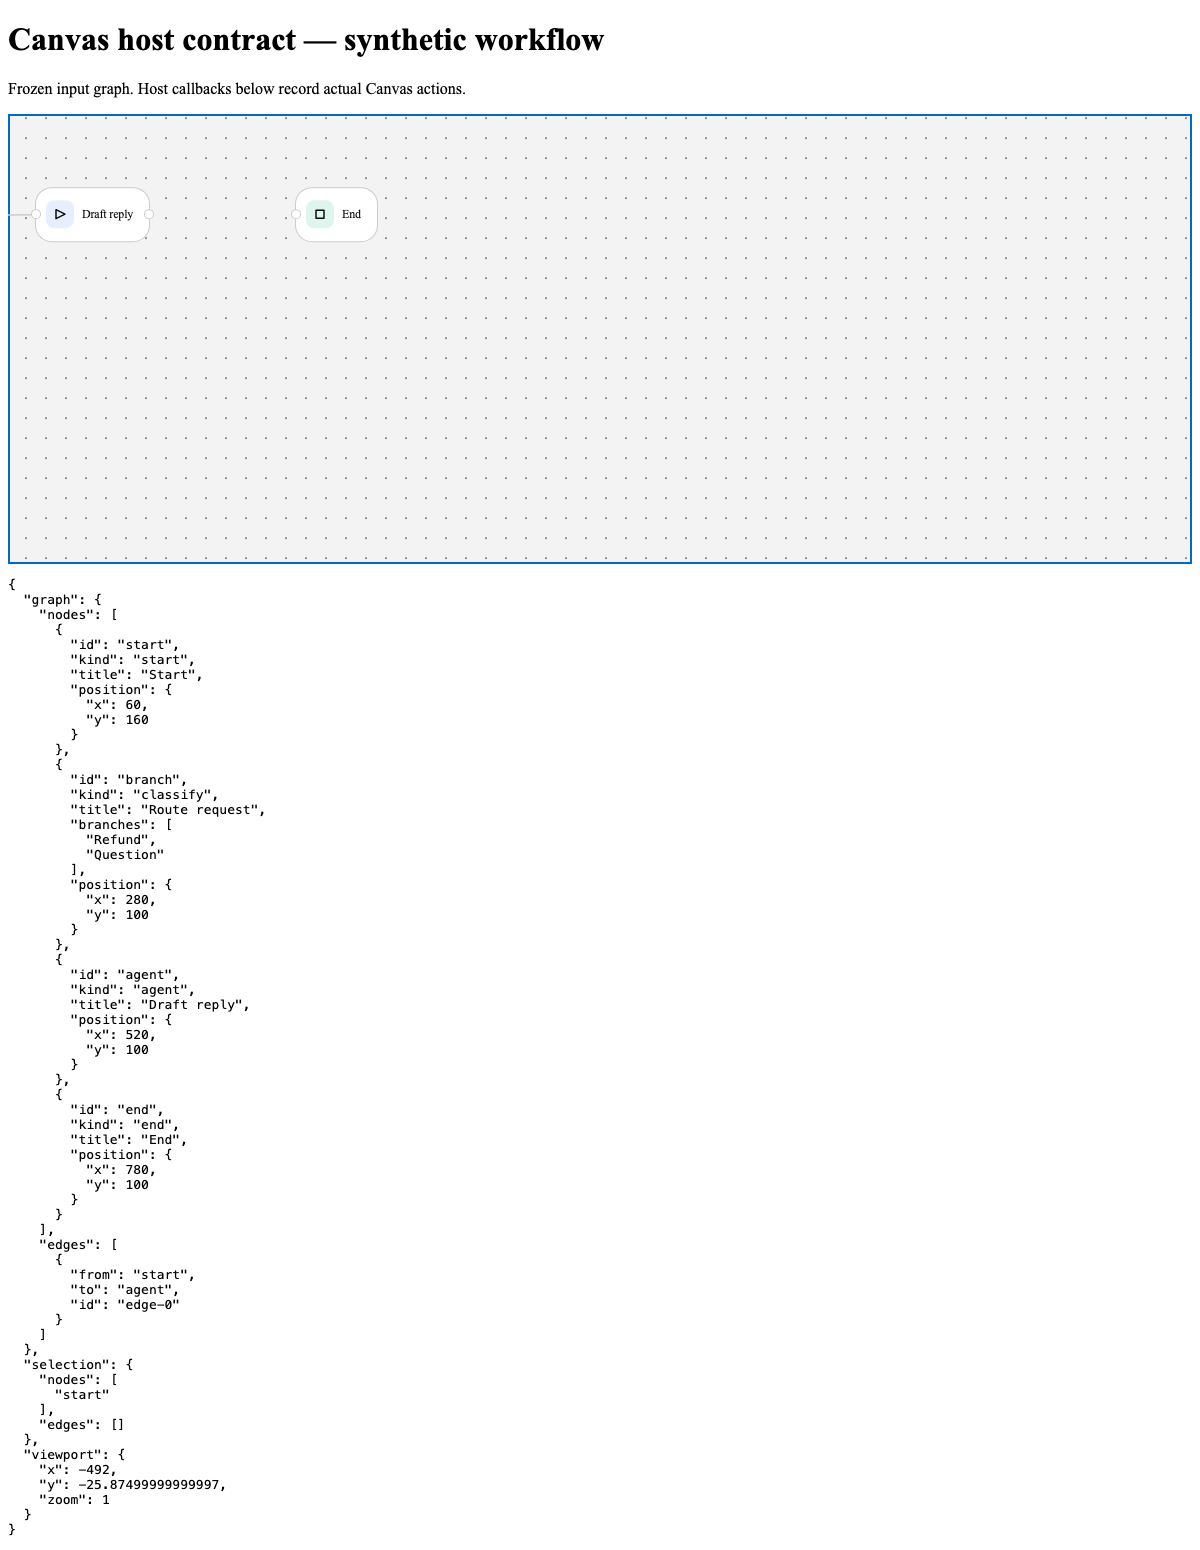 Canvas host contract — synthetic workflow
Frozen input graph. Host callbacks below record actual Canvas actions.
Draft reply
End
{
  "graph": {
    "nodes": [
      {
        "id": "start",
        "kind": "start",
        "title": "Start",
        "position": {
          "x": 60,
          "y": 160
        }
      },
      {
        "id": "branch",
        "kind": "classify",
        "title": "Route request",
        "branches": [
          "Refund",
          "Question"
        ],
        "position": {
          "x": 280,
          "y": 100
        }
      },
      {
        "id": "agent",
        "kind": "agent",
        "title": "Draft reply",
        "position": {
          "x": 520,
          "y": 100
        }
      },
      {
        "id": "end",
        "kind": "end",
        "title": "End",
        "position": {
          "x": 780,
          "y": 100
        }
      }
    ],
    "edges": [
      {
        "from": "start",
        "to": "agent",
        "id": "edge-0"
      }
    ]
  },
  "selection": {
    "nodes": [
      "start"
    ],
    "edges": []
  },
  "viewport": {
    "x": -492,
    "y": -25.87499999999997,
    "zoom": 1
  }
}